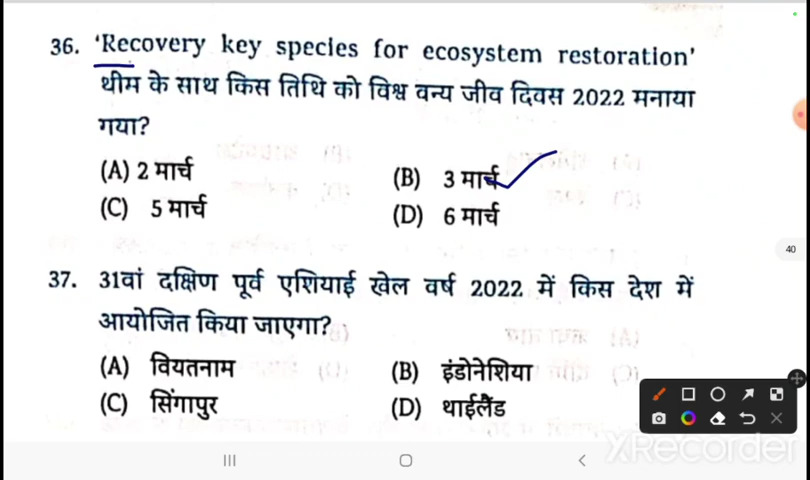 36. 'Recovery key species for ecosystem restoration'
थीम के साथ किस तिथि को विश्व वन्य जीव दिवस 2022 मनाया
गया?
(A) 2 मार्च (B) 3 मार्च
(C) 5 मार्च (D) 6 मार्च
40
37. 31वां दक्षिण पूर्व एशियाई खेल वर्ष 2022 में किस देश में
आयोजित किया जाएगा?
(A) वियतनाम (B) इंडोनेशिया
(C) सिंगापुर (D) थाईलैंड
XRecorder